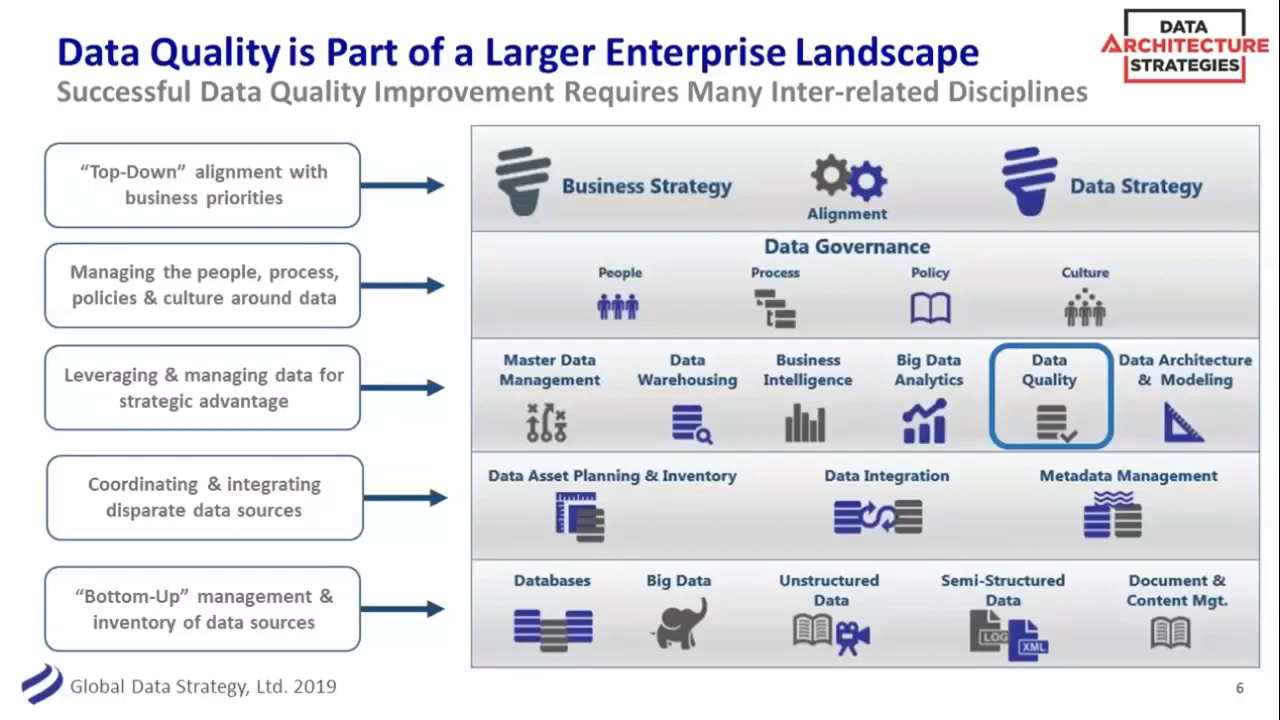 Data Quality is Part of a Larger Enterprise Landscape
Successful Data Quality Improvement Requires Many Inter-related Disciplines
DATA
ARCHITECTURE
STRATEGIES
“Top-Down” alignment with
business priorities
Business Strategy
Alignment
Data Strategy
Managing the people, process,
policies & culture around data
Data Governance
People
Process
Policy
Culture
Leveraging & managing data for
strategic advantage
Master Data
Management
Data
Warehousing
Business
Intelligence
Big Data
Analytics
Data
Quality
Data Architecture
& Modeling
Coordinating & integrating
disparate data sources
Data Asset Planning & Inventory
Data Integration
Metadata Management
“Bottom-Up” management &
inventory of data sources
Databases
Big Data
Unstructured
Data
Semi-Structured
Data
LOG
XML
Document &
Content Mgt.
Global Data Strategy, Ltd. 2019
6